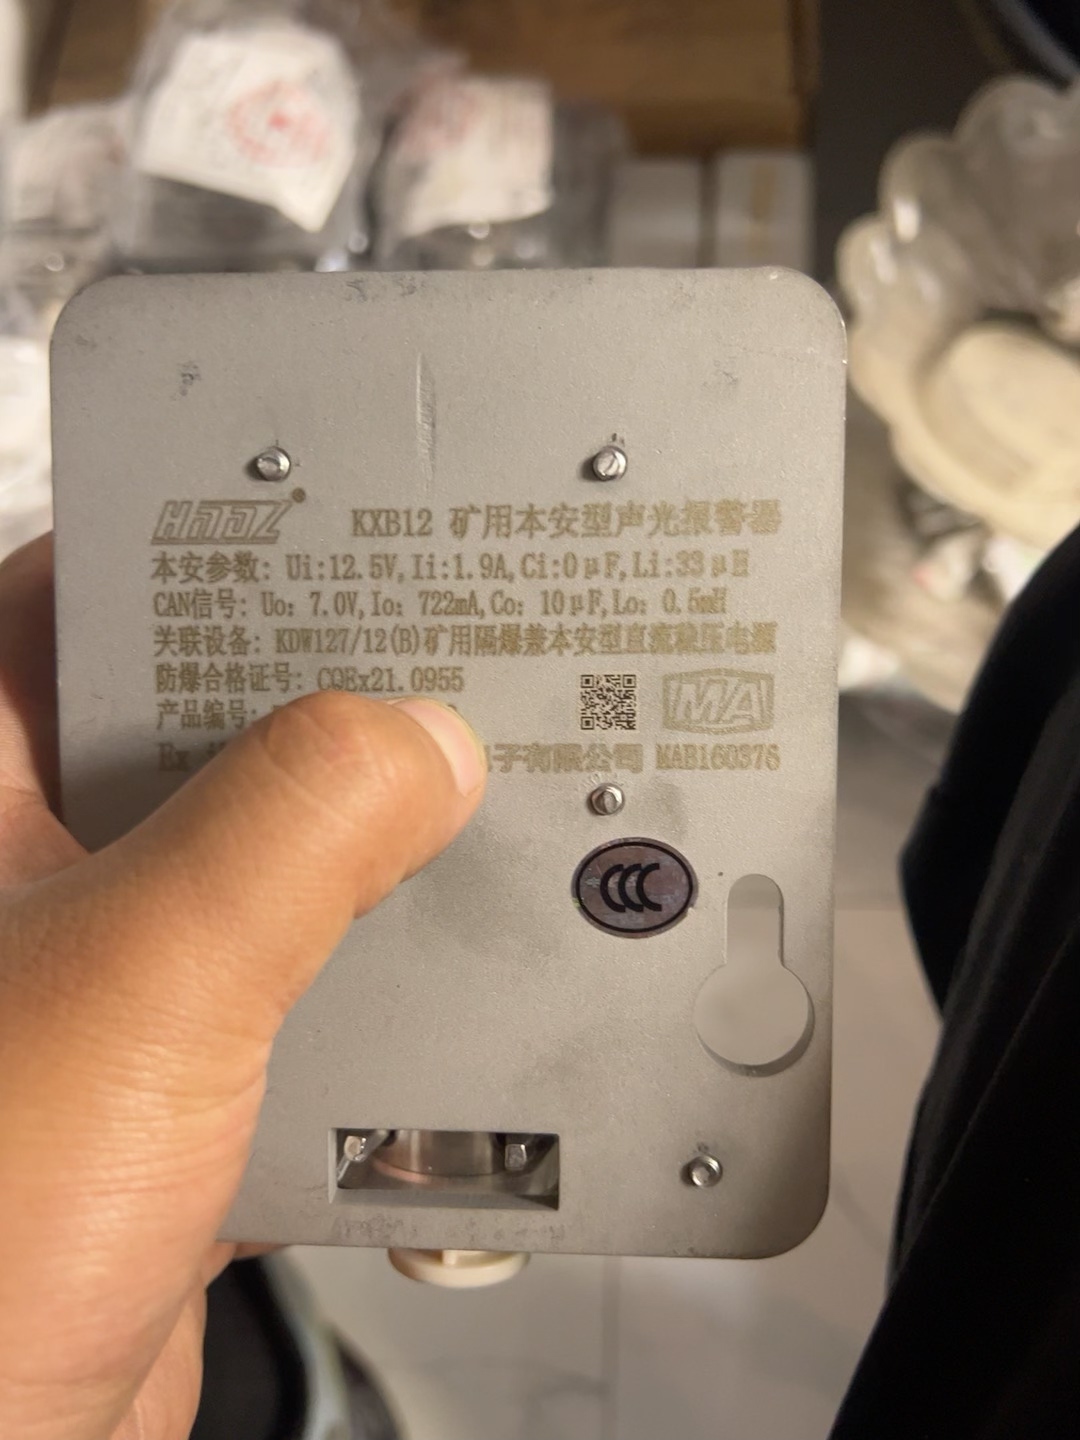 KXB12 矿用本安型声光报警器
本安参数: Ui:12.5V,Ii:1.9A,Ci:0μF,Li:33μH
CAN信号: Uo: 7.0V,Io: 722mA,Co: 10μF,Lo: 0.5mH
关联设备: KDW127/12(B)矿用隔爆兼本安型直流稳压电源
防爆合格证号: CQEx21.0955
产品编号:
MA
Ex 子有限公司 MAB160376
CCC